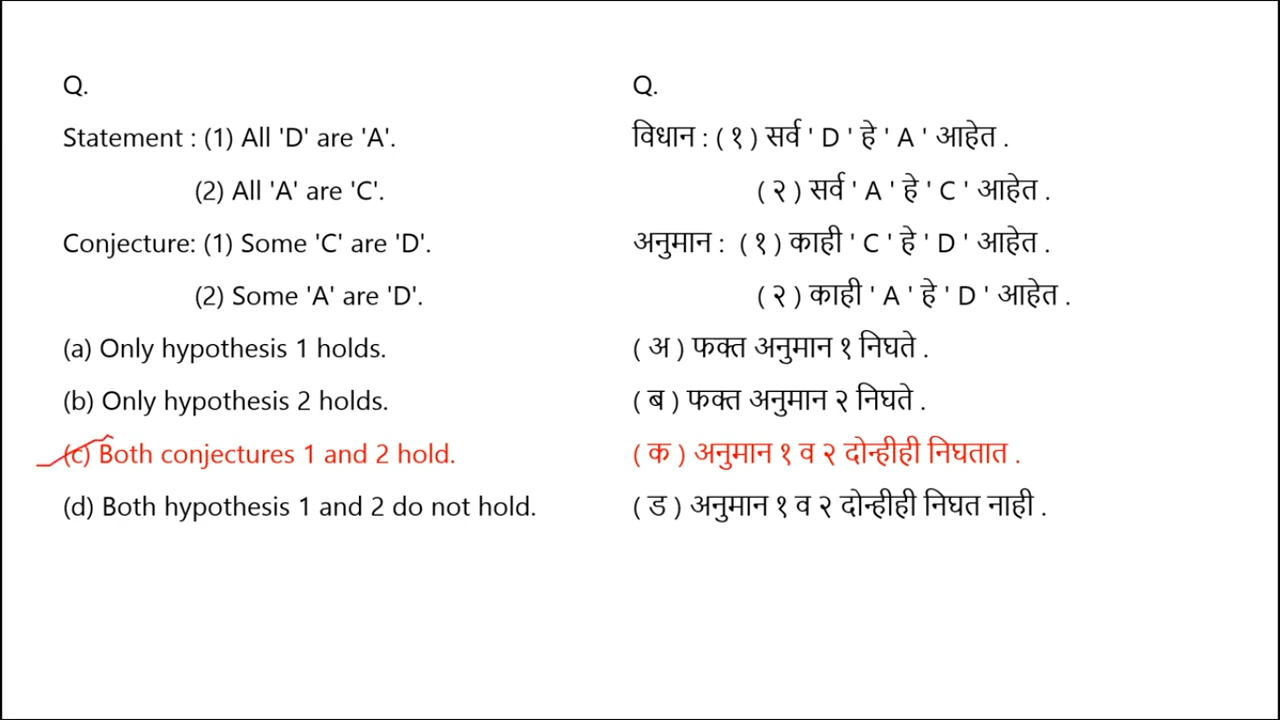 Q.
Statement : (1) All 'D' are 'A'.
(2) All 'A' are 'C'.
Conjecture: (1) Some 'C' are 'D'.
(2) Some 'A' are 'D'.
(a) Only hypothesis 1 holds.
(b) Only hypothesis 2 holds.
(c) Both conjectures 1 and 2 hold.
(d) Both hypothesis 1 and 2 do not hold.
Q.
विधान : ( १ ) सर्व ' D ' हे ' A ' आहेत .
( २ ) सर्व ' A ' हे ' C ' आहेत .
अनुमान : ( १ ) काही ' C ' हे ' D ' आहेत .
( २ ) काही ' A ' हे ' D ' आहेत .
( अ ) फक्त अनुमान १ निघते .
( ब ) फक्त अनुमान २ निघते .
( क ) अनुमान १ व २ दोन्हीही निघतात .
( ड ) अनुमान १ व २ दोन्हीही निघत नाही .